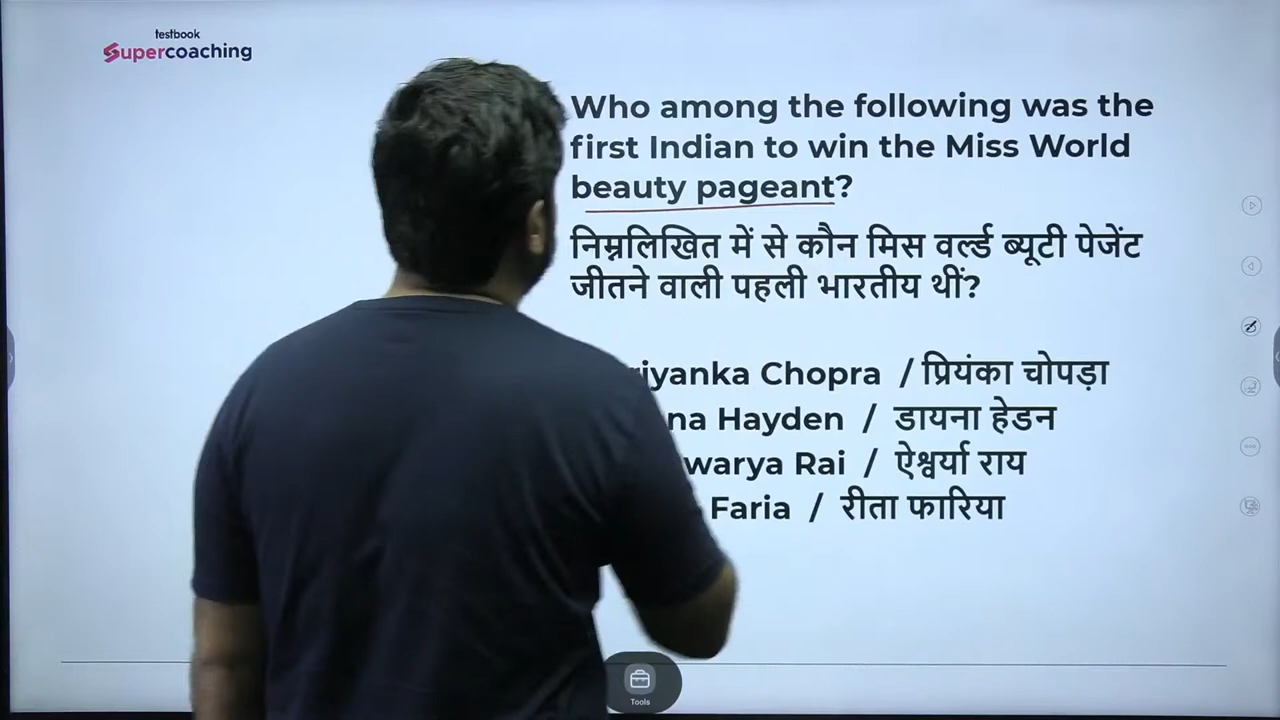 testbook
Supercoaching
Who among the following was the
first Indian to win the Miss World
beauty pageant?
निम्नलिखित में से कौन मिस वर्ल्ड ब्यूटी पेजेंट
जीतने वाली पहली भारतीय थीं?
riyanka Chopra / प्रियंका चोपड़ा
na Hayden / डायना हेडन
warya Rai / ऐश्वर्या राय
Faria / रीता फारिया
Tools